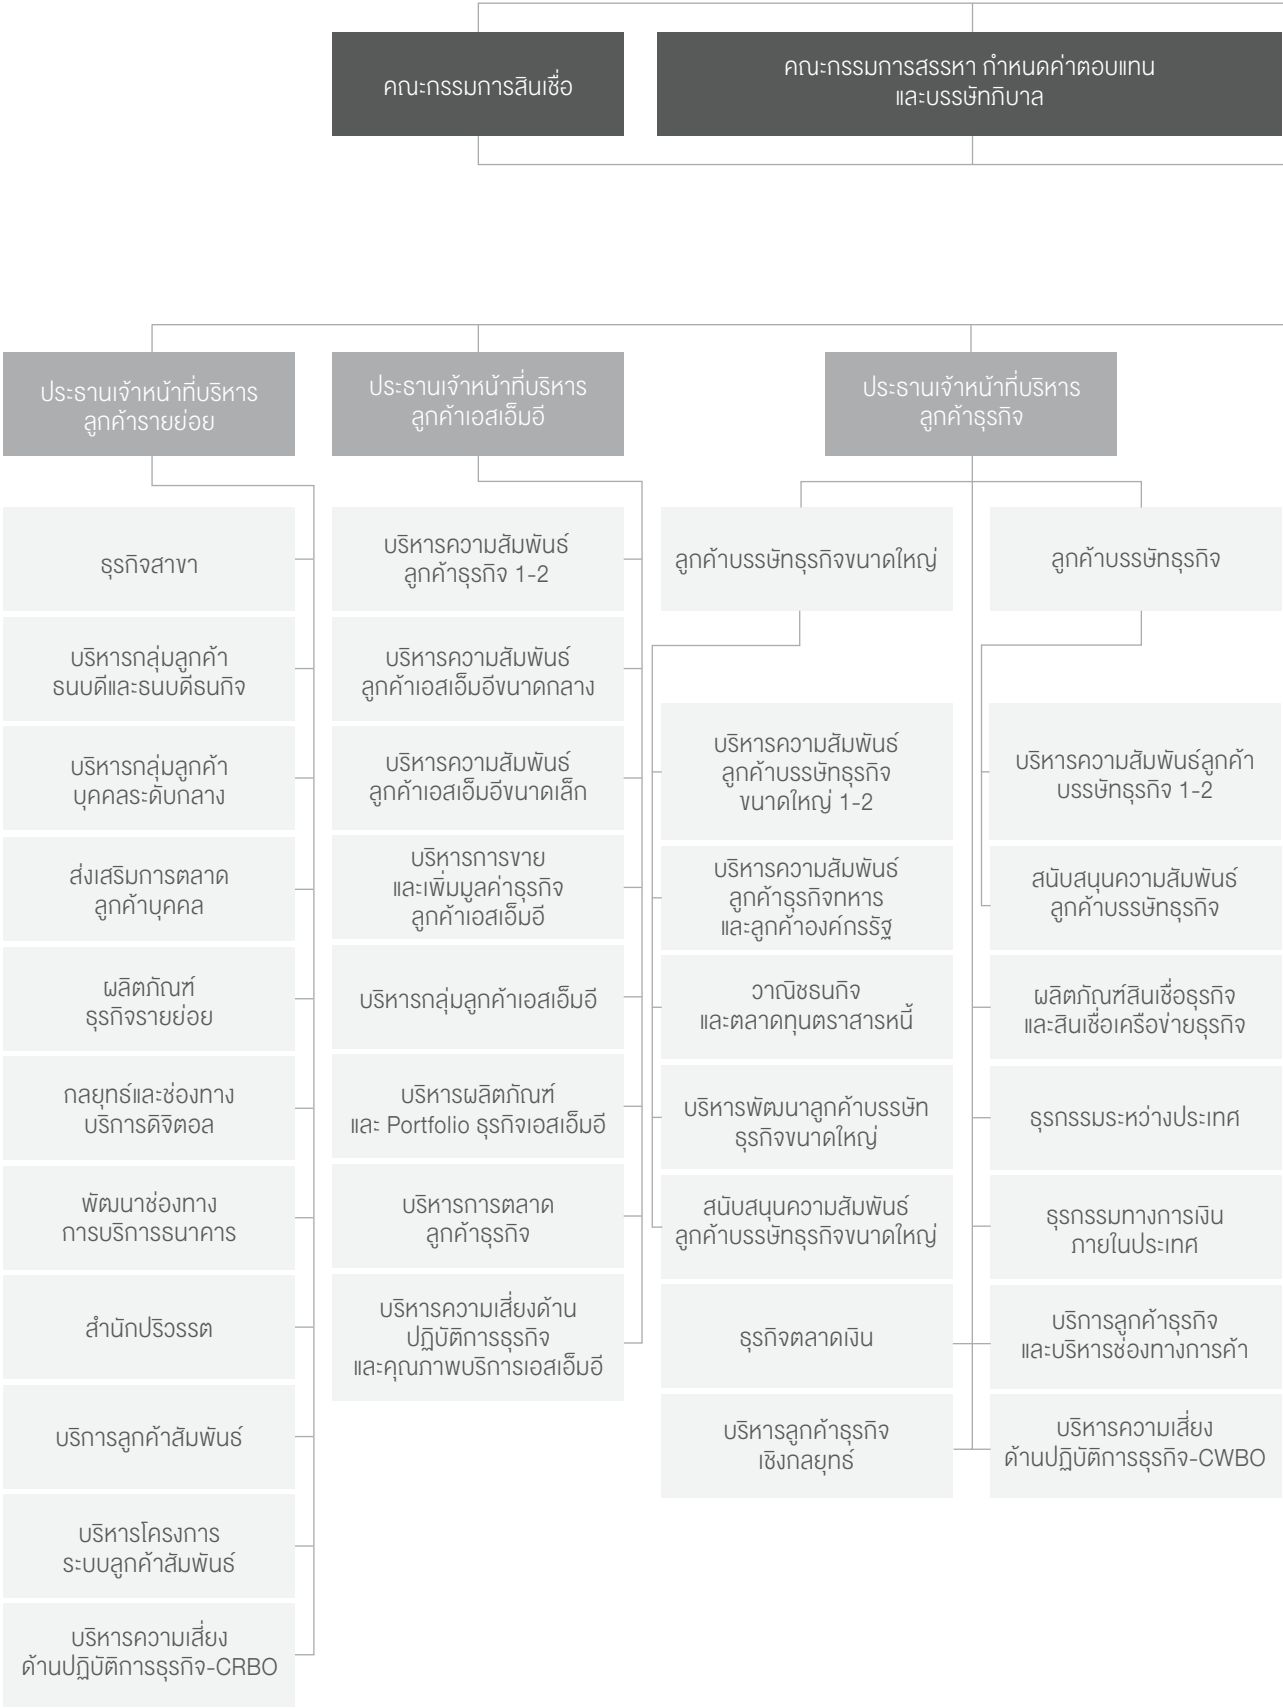 คณะกรรมการสินเชื่อ
คณะกรรมการสรรหา กำหนดค่าตอบแทน
และบรรษัทภิบาล
ประธานเจ้าหน้าที่บริหาร
ลูกค้ารายย่อย
ธุรกิจสาขา
บริหารกลุ่มลูกค้า
ธนบดีและธนบดีธนกิจ
บริหารกลุ่มลูกค้า
บุคคลระดับกลาง
ส่งเสริมการตลาด
ลูกค้าบุคคล
ผลิตภัณฑ์
ธุรกิจรายย่อย
กลยุทธ์และช่องทาง
บริการดิจิตอล
พัฒนาช่องทาง
การบริการธนาคาร
สำนักปริวรรต
บริการลูกค้าสัมพันธ์
บริหารโครงการ
ระบบลูกค้าสัมพันธ์
บริหารความเสี่ยง
ด้านปฏิบัติการธุรกิจ-CRBO
ประธานเจ้าหน้าที่บริหาร
ลูกค้าเอสเอ็มอี
บริหารความสัมพันธ์
ลูกค้าธุรกิจ 1-2
บริหารความสัมพันธ์
ลูกค้าเอสเอ็มอีขนาดกลาง
บริหารความสัมพันธ์
ลูกค้าเอสเอ็มอีขนาดเล็ก
บริหารการขาย
และเพิ่มมูลค่าธุรกิจ
ลูกค้าเอสเอ็มอี
บริหารกลุ่มลูกค้าเอสเอ็มอี
บริหารผลิตภัณฑ์
และ Portfolio ธุรกิจเอสเอ็มอี
บริหารการตลาด
ลูกค้าธุรกิจ
บริหารความเสี่ยงด้าน
ปฏิบัติการธุรกิจ
และคุณภาพบริการเอสเอ็มอี
ประธานเจ้าหน้าที่บริหาร
ลูกค้าธุรกิจ
ลูกค้าบรรษัทธุรกิจขนาดใหญ่
บริหารความสัมพันธ์
ลูกค้าบรรษัทธุรกิจ
ขนาดใหญ่ 1-2
บริหารความสัมพันธ์
ลูกค้าธุรกิจทหาร
และลูกค้าองค์กรรัฐ
วาณิชธนกิจ
และตลาดทุนตราสารหนี้
บริหารพัฒนาลูกค้าบรรษัท
ธุรกิจขนาดใหญ่
สนับสนุนความสัมพันธ์
ลูกค้าบรรษัทธุรกิจขนาดใหญ่
ธุรกิจตลาดเงิน
บริหารลูกค้าธุรกิจ
เชิงกลยุทธ์
ลูกค้าบรรษัทธุรกิจ
บริหารความสัมพันธ์ลูกค้า
บรรษัทธุรกิจ 1-2
สนับสนุนความสัมพันธ์
ลูกค้าบรรษัทธุรกิจ
ผลิตภัณฑ์สินเชื่อธุรกิจ
และสินเชื่อเครือข่ายธุรกิจ
ธุรกรรมระหว่างประเทศ
ธุรกรรมทางการเงิน
ภายในประเทศ
บริการลูกค้าธุรกิจ
และบริหารช่องทางการค้า
บริหารความเสี่ยง
ด้านปฏิบัติการธุรกิจ-CWBO